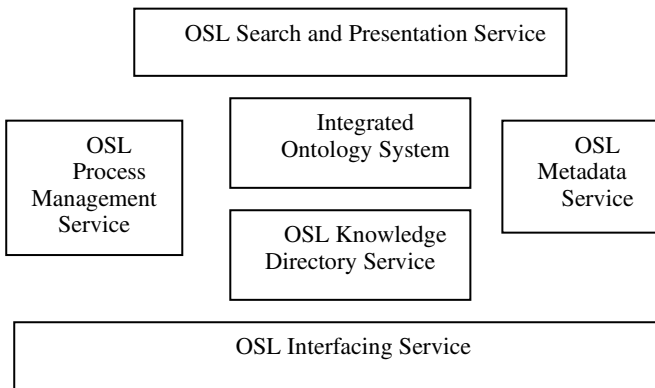 OSL Search and Presentation Service
Integrated
Ontology System
OSL
Process
Management
Service
OSL
Metadata
Service
OSL Knowledge
Directory Service
OSL Interfacing Service